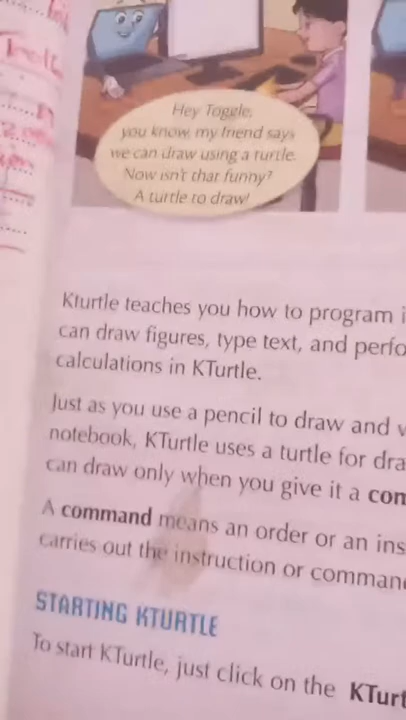 Hey Toggle,
you know, my friend says
we can draw using a turtle.
Now isn't that funny?
A turtle to draw!
Kturtle teaches you how to program i
can draw figures, type text, and perfo
calculations in KTurtle.
Just as you use a pencil to draw and w
notebook, KTurtle uses a turtle for dra
can draw only when you give it a com
A command means an order or an ins
carries out the instruction or comman
STARTING KTURTLE
To start KTurtle, just click on the KTurt